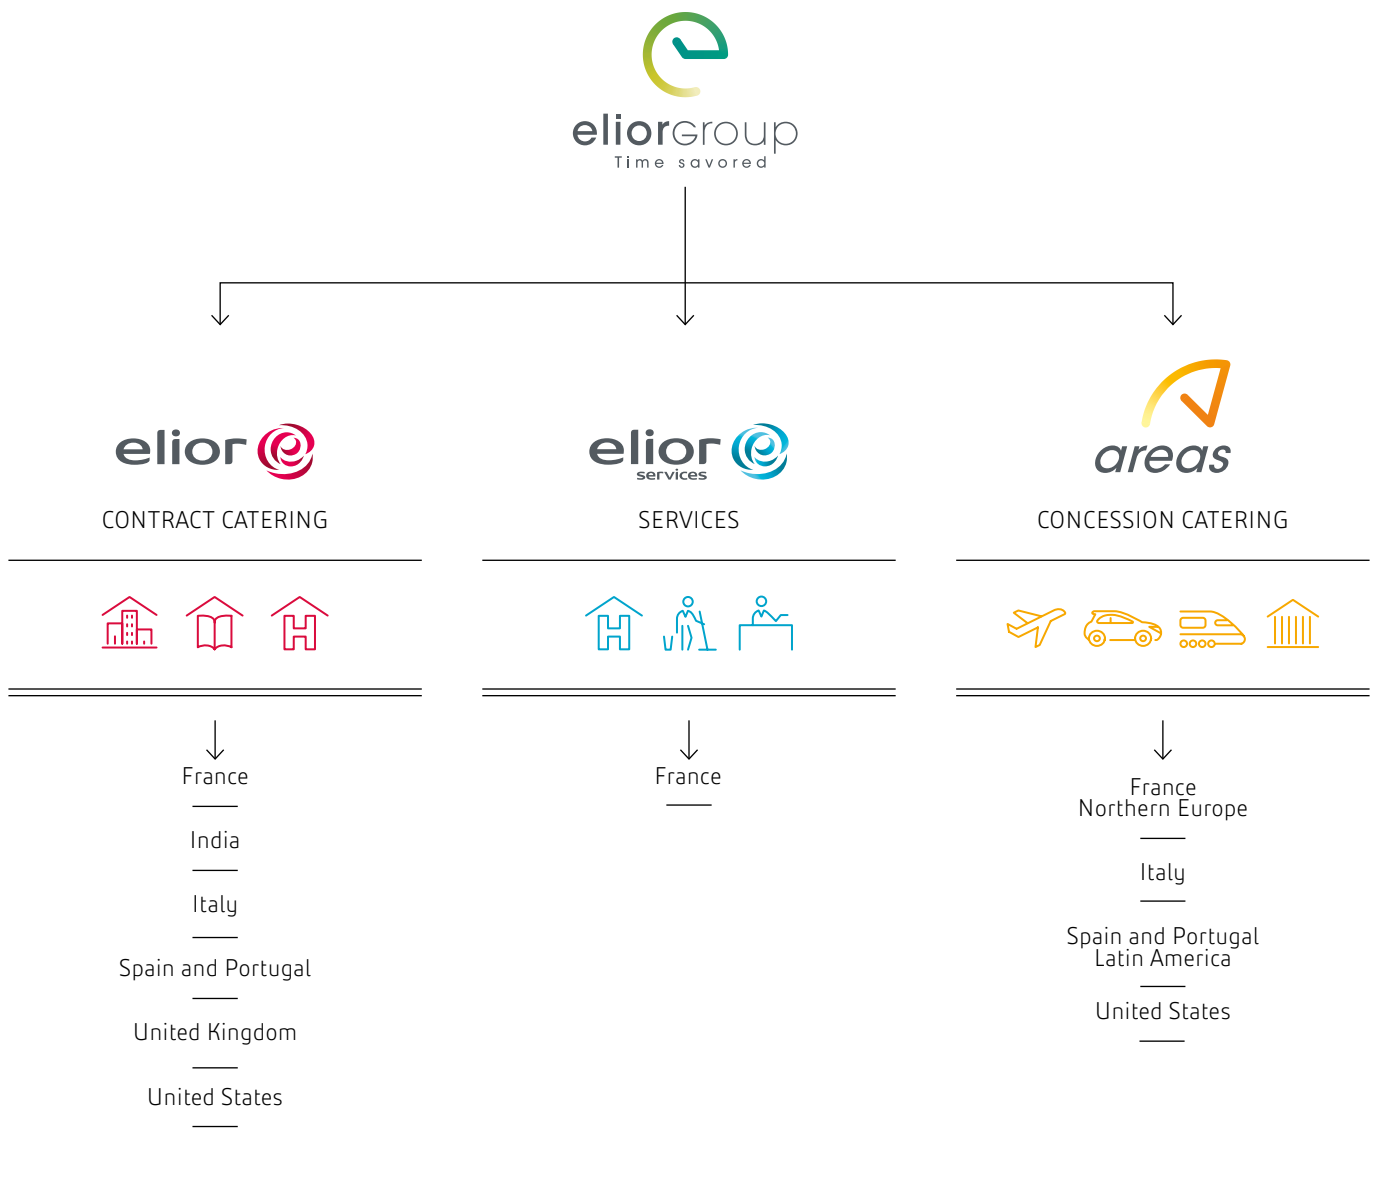 eliorGroup
Time savored
elior
CONTRACT CATERING
elior
services
SERVICES
areas
CONCESSION CATERING
France
India
Italy
Spain and Portugal
United Kingdom
United States
France
France
Northern Europe
Italy
Spain and Portugal
Latin America
United States